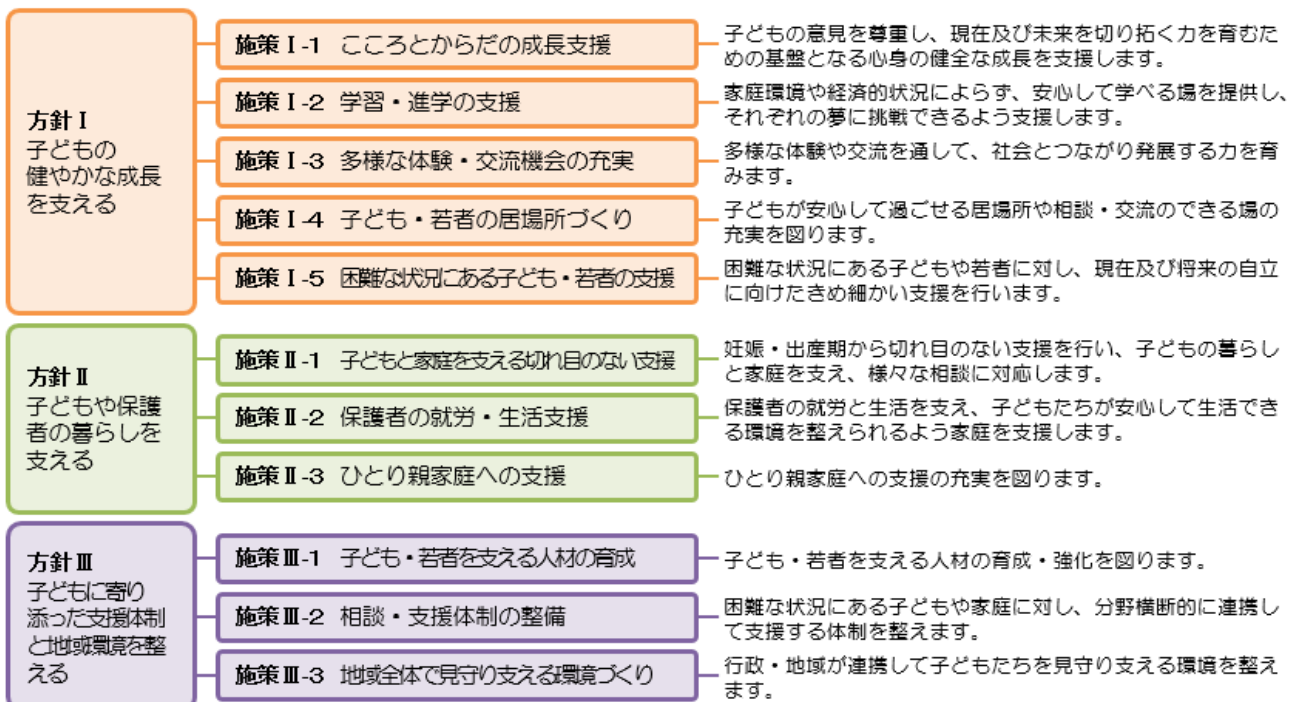 方針Ⅰ
子どもの
健やかな成長
を支える
施策Ⅰ-1 こころとからだの成長支援
子どもの意見を尊重し、現在及び未来を切り拓く力を育むた
めの基盤となる心身の健全な成長を支援します。
施策Ⅰ-2 学習・進学の支援
家庭環境や経済的状況によらず、安心して学べる場を提供し、
それぞれの夢に挑戦できるよう支援します。
施策Ⅰ-3 多様な体験・交流機会の充実
多様な体験や交流を通して、社会とつながり発展する力を育
みます。
施策Ⅰ-4 子ども・若者の居場所づくり
子どもが安心して過ごせる居場所や相談・交流のできる場の
充実を図ります。
施策Ⅰ-5 困難な状況にある子ども・若者の支援
困難な状況にある子どもや若者に対し、現在及び将来の自立
に向けたきめ細かい支援を行います。
方針Ⅱ
子どもや保護
者の暮らしを
支える
施策Ⅱ-1 子どもと家庭を支える切れ目のない支援
妊娠・出産期から切れ目のない支援を行い、子どもの暮らし
と家庭を支え、様々な相談に対応します。
施策Ⅱ-2 保護者の就労・生活支援
保護者の就労と生活を支え、子どもたちが安心して生活でき
る環境を整えられるよう家庭を支援します。
施策Ⅱ-3 ひとり親家庭への支援
ひとり親家庭への支援の充実を図ります。
方針Ⅲ
子どもに寄り
添った支援体制
と地域環境を整
える
施策Ⅲ-1 子ども・若者を支える人材の育成
子ども・若者を支える人材の育成・強化を図ります。
施策Ⅲ-2 相談・支援体制の整備
困難な状況にある子どもや家庭に対し、分野横断的に連携し
て支援する体制を整えます。
施策Ⅲ-3 地域全体で見守り支える環境づくり
行政・地域が連携して子どもたちを見守り支える環境を整え
ます。